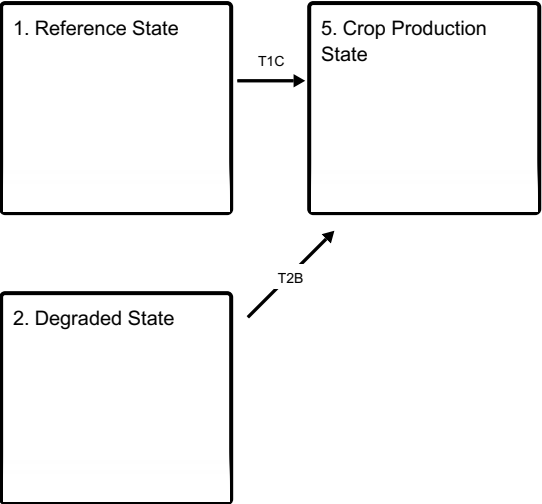 1. Reference State
T1C
5. Crop Production
State
T2B
2. Degraded State